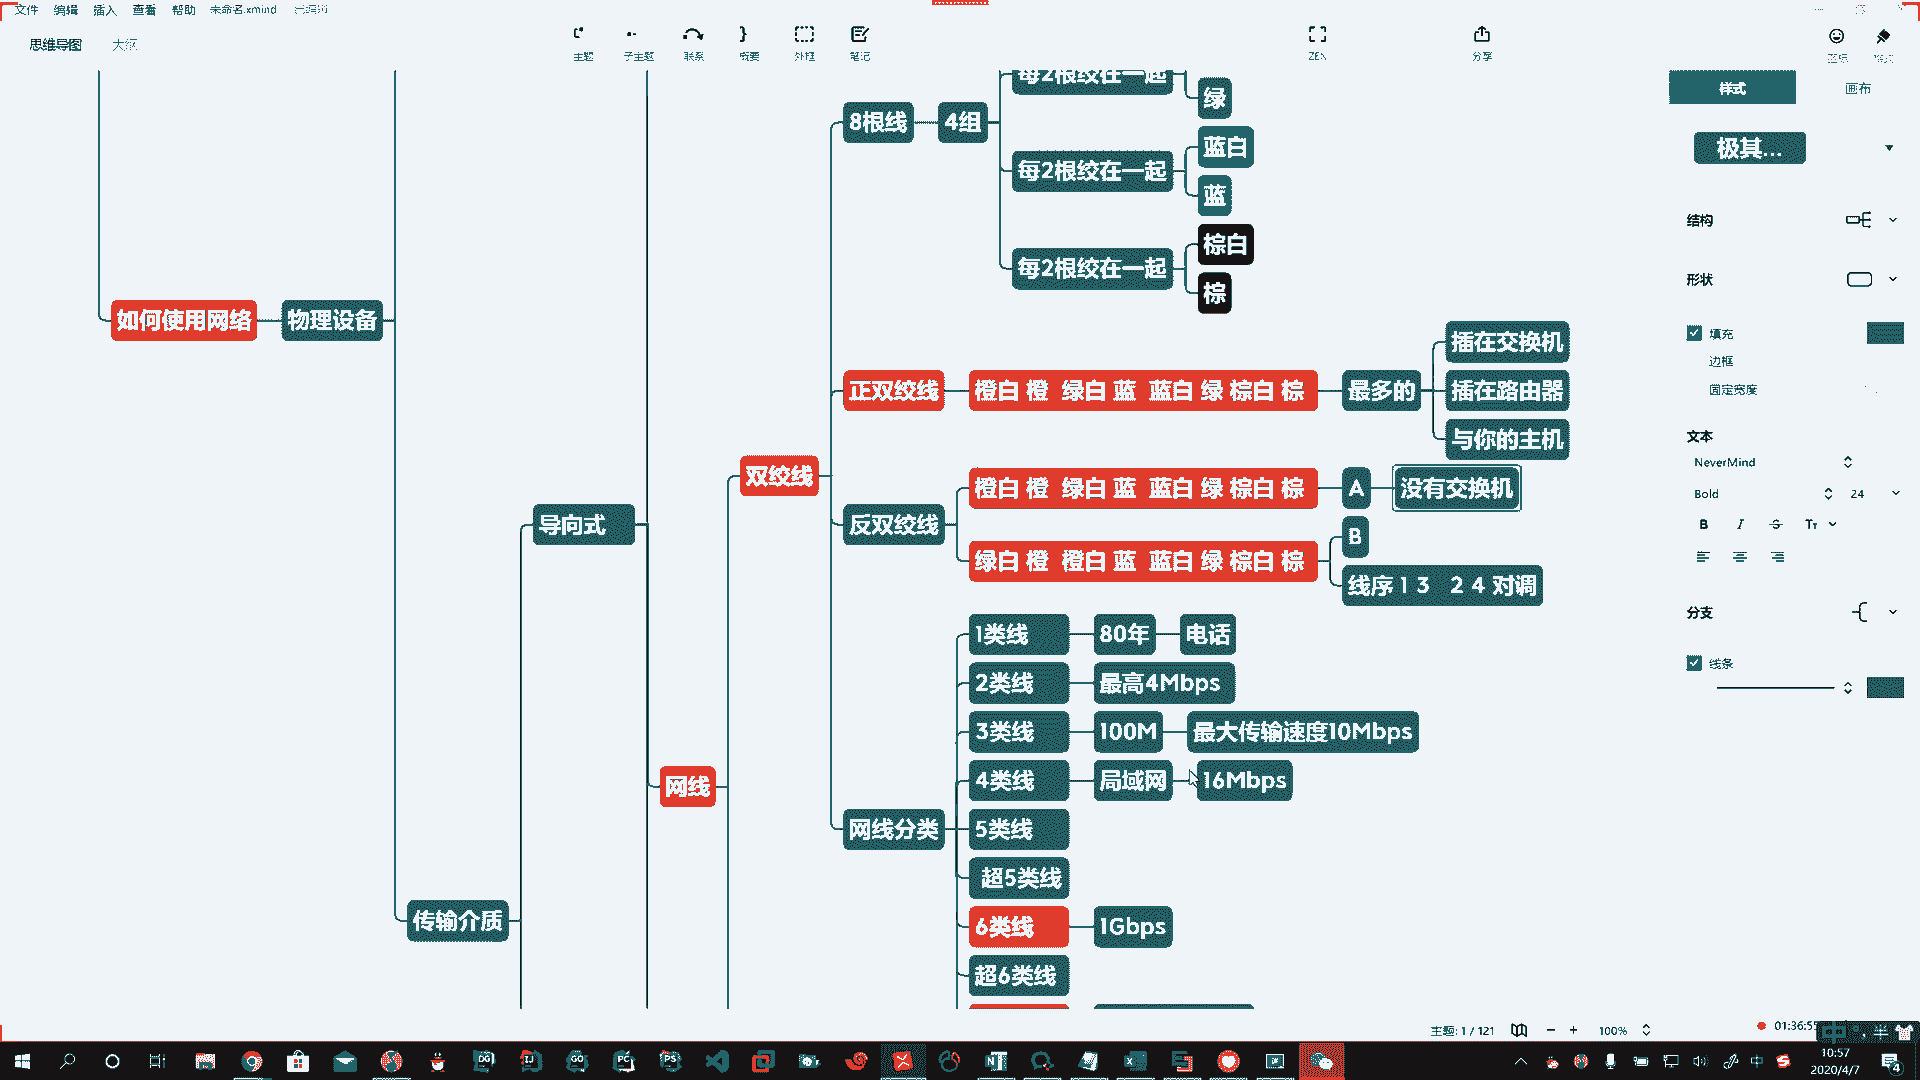 文件 编辑 插入 查看 帮助 未命名.xmind 已编辑
思维导图 大纲
主题 子主题 联系 概要 外框 笔记 ZEN 分享 图标 格式
样式 画布
极其...
结构
形状
填充
边框
固定宽度
文本
NeverMind
Bold 24
B I S Tт
分支
线条
每2根绞在一起
绿
8根线 4组
每2根绞在一起
蓝白
蓝
每2根绞在一起
棕白
棕
如何使用网络 物理设备
正双绞线 橙白 橙 绿白 蓝 蓝白 绿 棕白 棕 最多的
插在交换机
插在路由器
与你的主机
双绞线
反双绞线
橙白 橙 绿白 蓝 蓝白 绿 棕白 棕 A 没有交换机
绿白 橙 橙白 蓝 蓝白 绿 棕白 棕
B
线序 1 3 2 4 对调
导向式
网线
网线分类
1类线 80年 电话
2类线 最高4Mbps
3类线 100M 最大传输速度10Mbps
4类线 局域网 16Mbps
5类线
超5类线
6类线 1Gbps
超6类线
传输介质
主题: 1 / 121 100%
01:36:55
DG IJ GO PC PS
中
10:57
2020/4/7
4